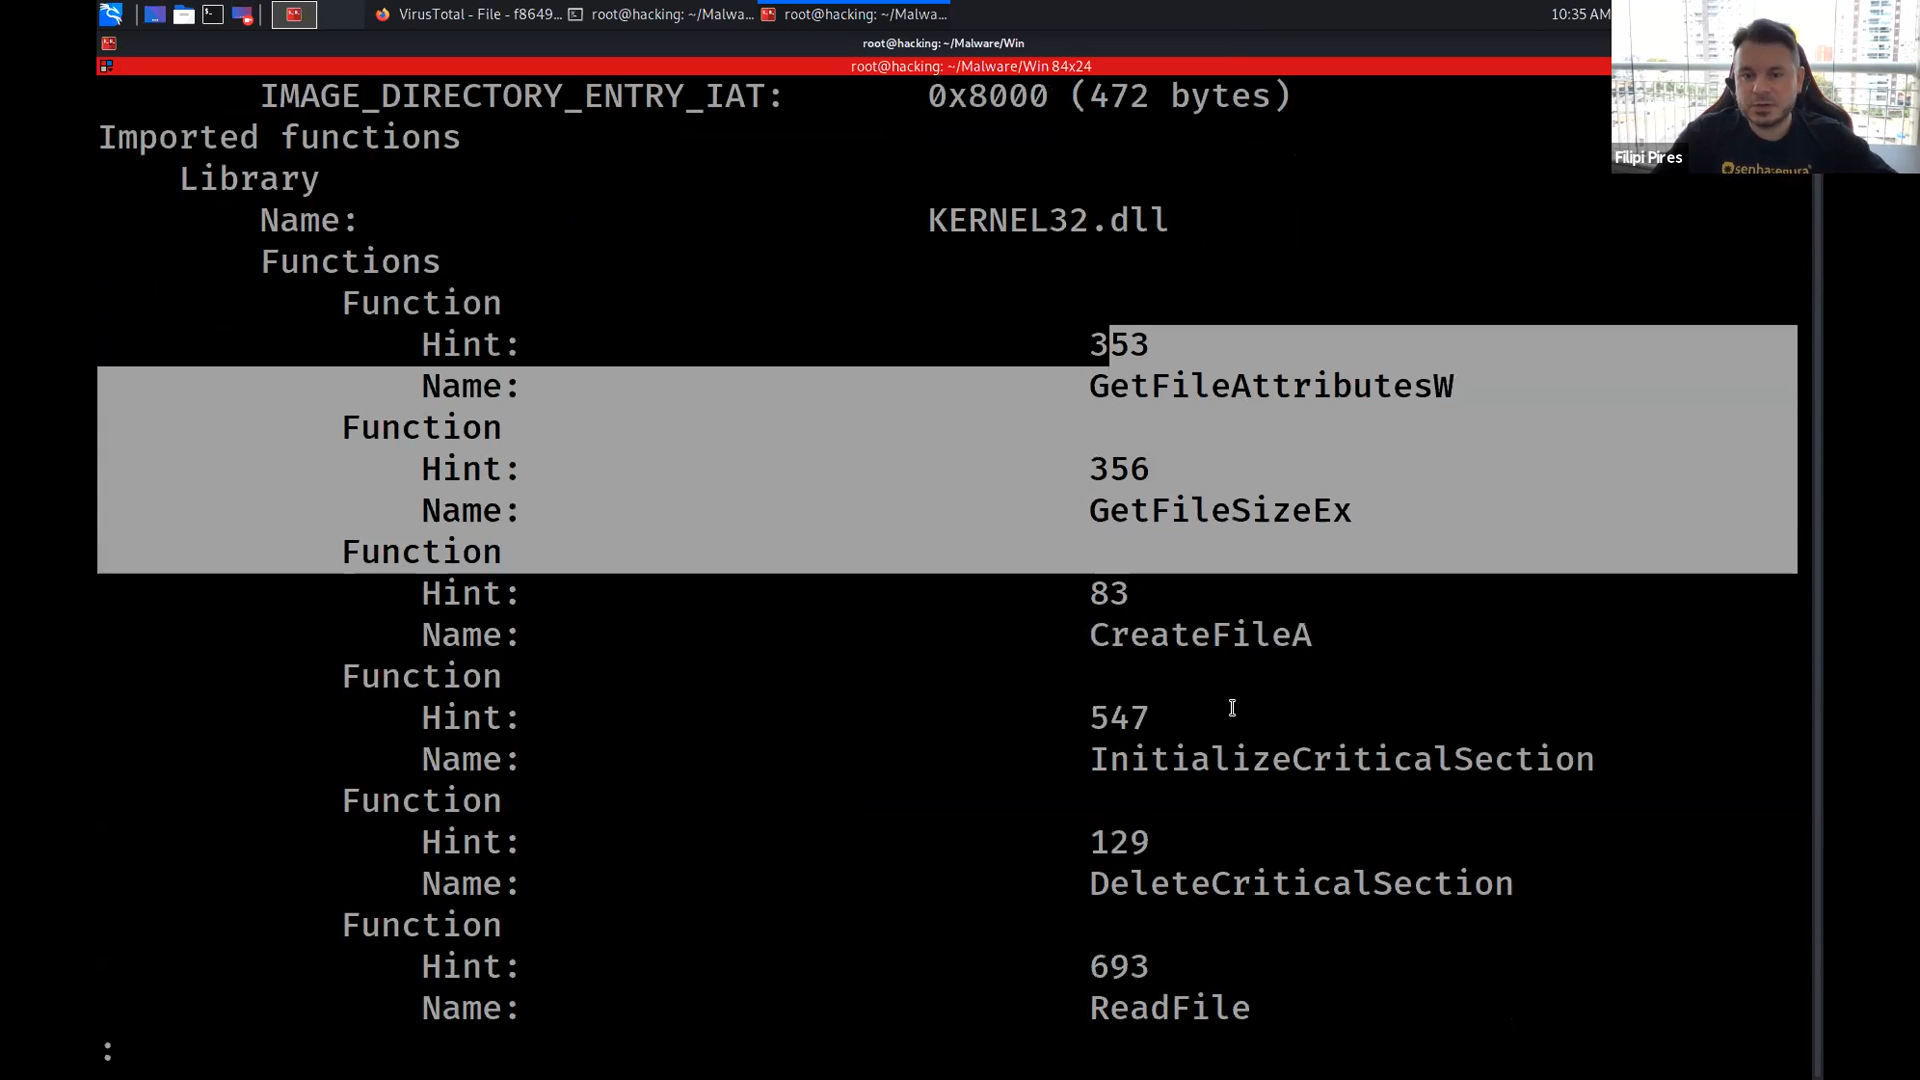 VirusTotal - File - f8649...
root@hacking: ~/Malwa...
root@hacking: ~/Malwa...
10:35 AM
root@hacking: ~/Malware/Win
root@hacking: ~/Malware/Win 84x24
IMAGE_DIRECTORY_ENTRY_IAT: 0x8000 (472 bytes)
Imported functions
Library
Name: KERNEL32.dll
Functions
Function
Hint: 353
Name: GetFileAttributesW
Function
Hint: 356
Name: GetFileSizeEx
Function
Hint: 83
Name: CreateFileA
Function
Hint: 547
Name: InitializeCriticalSection
Function
Hint: 129
Name: DeleteCriticalSection
Function
Hint: 693
Name: ReadFile
:
Filipi Pires
senhasegura